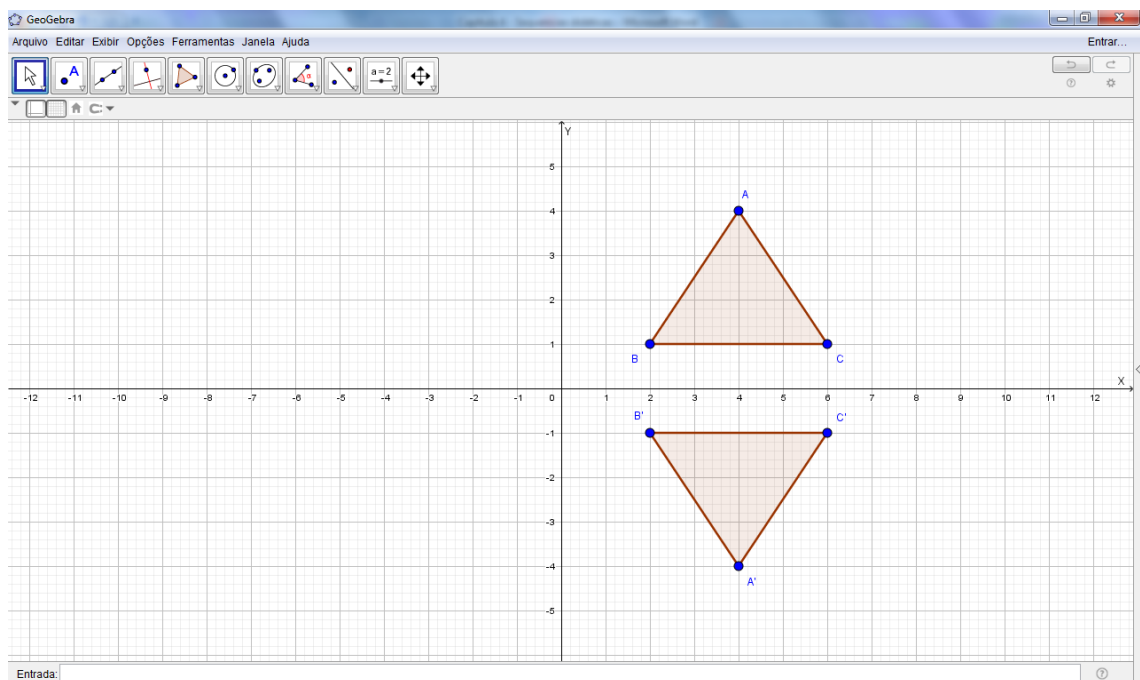 GeoGebra
Arquivo Editar Exibir Opções Ferramentas Janela Ajuda
Entrar...
A
α
a=2
Y
5
A
4
3
2
1
B
C
X
-12 -11 -10 -9 -8 -7 -6 -5 -4 -3 -2 -1 0 1 2 3 4 5 6 7 8 9 10 11 12
B'
C'
-1
-2
-3
-4
A'
-5
Entrada: